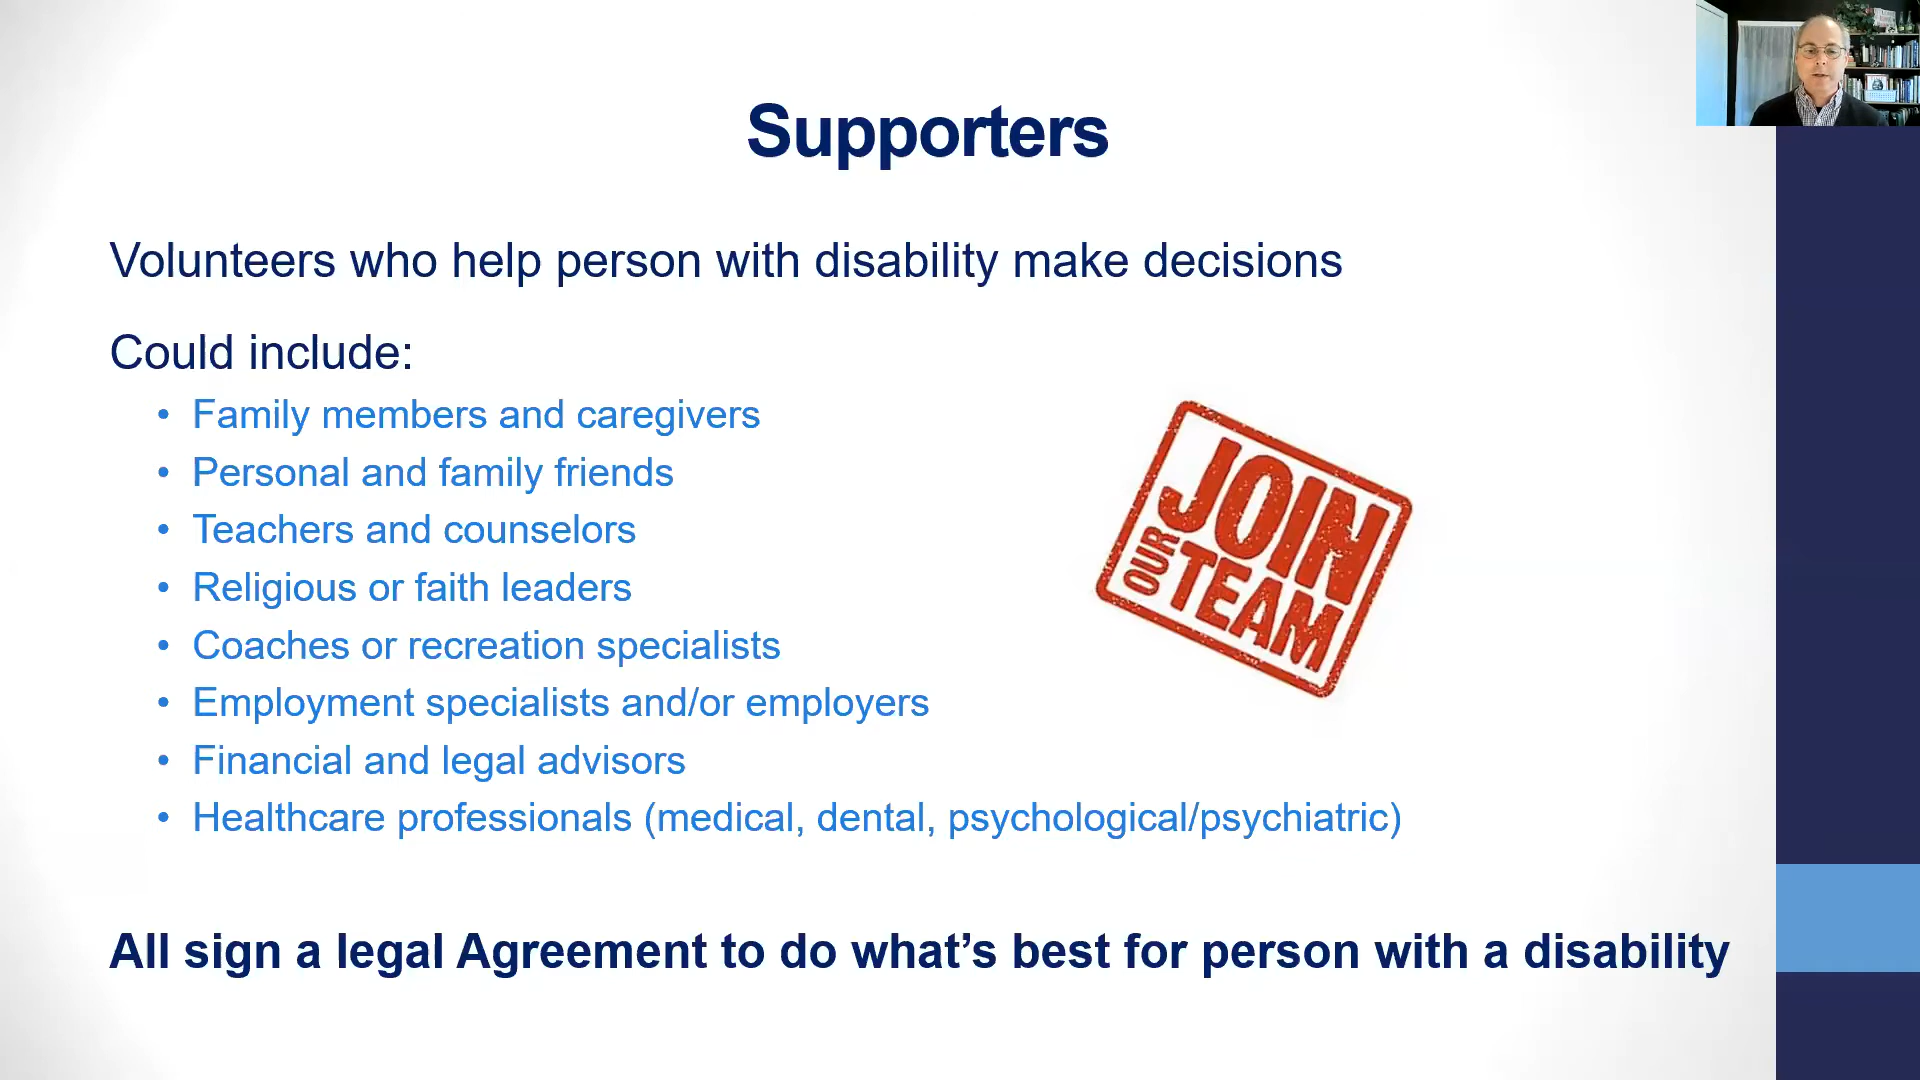 Supporters
Volunteers who help person with disability make decisions
Could include:
• Family members and caregivers
• Personal and family friends
• Teachers and counselors
• Religious or faith leaders
• Coaches or recreation specialists
• Employment specialists and/or employers
• Financial and legal advisors
• Healthcare professionals (medical, dental, psychological/psychiatric)
JOIN
OUR
TEAM
All sign a legal Agreement to do what’s best for person with a disability